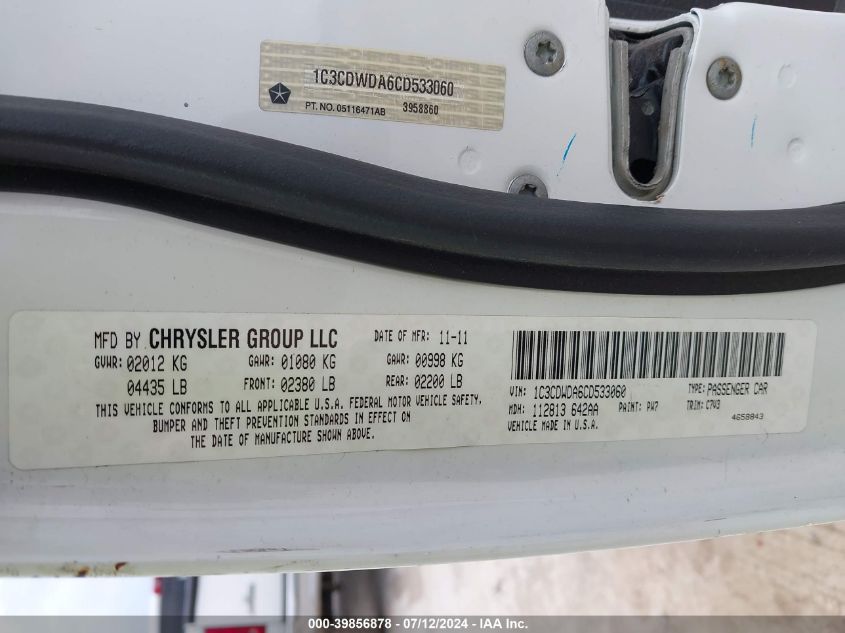 1C3CDWDA6CD533060
PT. NO. 05116471AB 3958860
MFD BY CHRYSLER GROUP LLC DATE OF MFR: 11-11
GVWR: 02012 KG GAWR: 01080 KG GAWR: 00998 KG
04435 LB FRONT: 02380 LB REAR: 02200 LB
THIS VEHICLE CONFORMS TO ALL APPLICABLE U.S.A. FEDERAL MOTOR VEHICLE SAFETY,
BUMPER AND THEFT PREVENTION STANDARDS IN EFFECT ON
THE DATE OF MANUFACTURE SHOWN ABOVE.
VIN: 1C3CDWDA6CD533060 TYPE: PASSENGER CAR
MDH: 112813 642AA PAINT: PW7 TRIM: C7V3
VEHICLE MADE IN U.S.A. 4658843
000-39856878 - 07/12/2024 - IAA Inc.